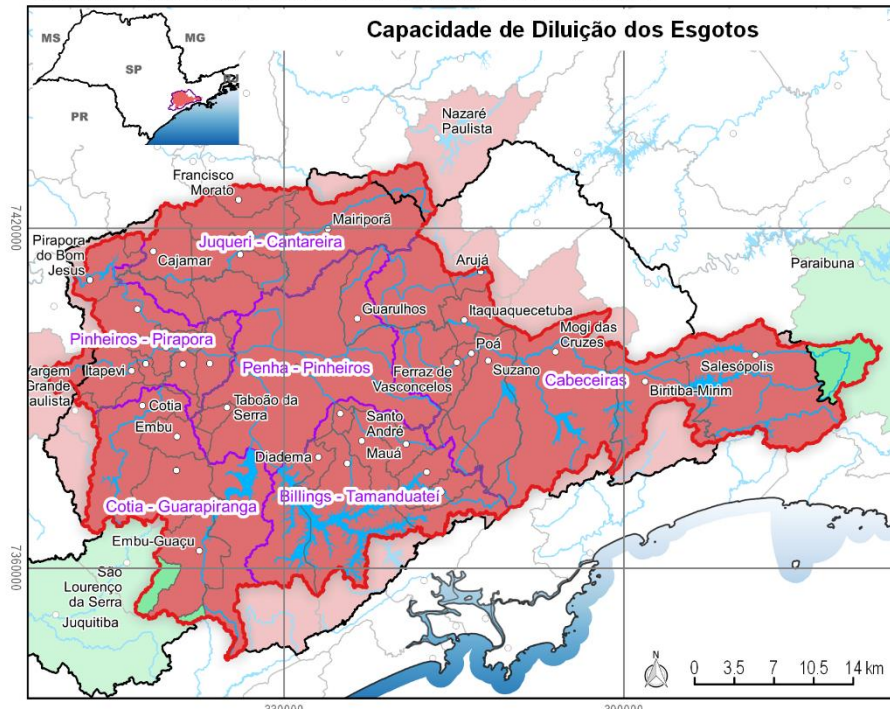 Capacidade de Diluição dos Esgotos
MS
MG
SP
PR
Nazaré
Paulista
Francisco
Morato
Mairiporã
Juqueri - Cantareira
7420000
Pirapora
do Bom
Jesus
Cajamar
Arujá
Paraibuna
Guarulhos
Itaquaquecetuba
Mogi das
Cruzes
Pinheiros - Pirapora
Poá
Itapevi
Penha - Pinheiros
Ferraz de
Vasconcelos
Suzano
Cabeceiras
Salesópolis
Biritiba-Mirim
Vargem
Grande
Paulista
Cotia
Taboão da
Serra
Embu
Santo
André
Diadema
Mauá
Cotia - Guarapiranga
Billings - Tamanduateí
Embu-Guaçu
7360000
São
Lourenço
da Serra
Juquitiba
N
0 3.5 7 10.5 14 km